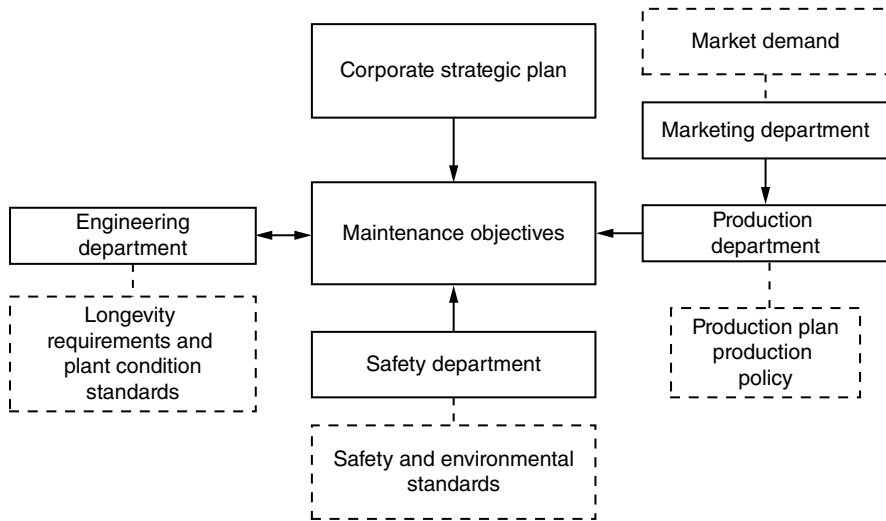 Market demand
Corporate strategic plan
Marketing department
Engineering
department
Maintenance objectives
Production
department
Longevity
requirements and
plant condition
standards
Safety department
Production plan
production
policy
Safety and environmental
standards